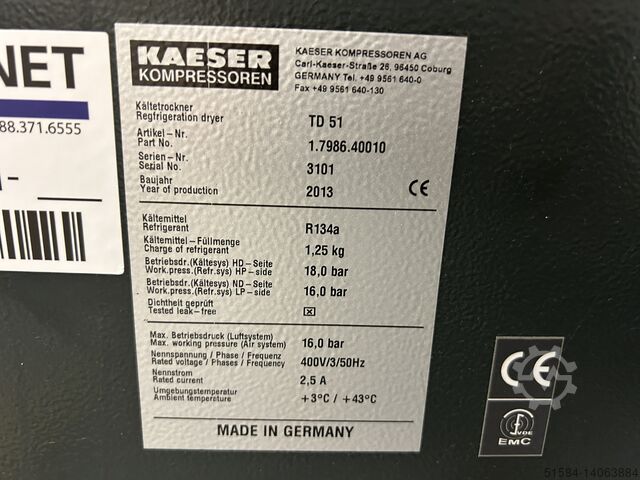 NET
88.371.6555
KAESER
KOMPRESSOREN
KAESER KOMPRESSOREN AG
Carl-Kaeser-Straße 26, 96450 Coburg
GERMANY Tel. +49 9561 640-0
Fax +49 9561 640-130
Kältetrockner
Regfrigeration dryer TD 51
Artikel-Nr.
Part No. 1.7986.40010
Serien-Nr.
Serial No. 3101
Baujahr
Year of production 2013 CE
Kältemittel
Refrigerant R134a
Kältemittel-Füllmenge
Charge of refrigerant 1,25 kg
Betriebsdr.(Kältesys) HD-Seite
Work.press.(Refr.sys) HP-side 18,0 bar
Betriebsdr.(Kältesys) ND-Seite
Work.press.(Refr.sys) LP-side 16,0 bar
Dichtheit geprüft
Tested leak-free ☒
Max. Betriebsdruck (Luftsystem)
Max. working pressure (Air system) 16,0 bar
Nennspannung / Phase / Frequenz
Rated voltage / Phases / Frequency 400V/3/50Hz
Nennstrom
Rated current 2,5 A
Umgebungstemperatur
Ambient temperature +3°C / +43°C
MADE IN GERMANY
CE
VDE
EMC
51584-14063884